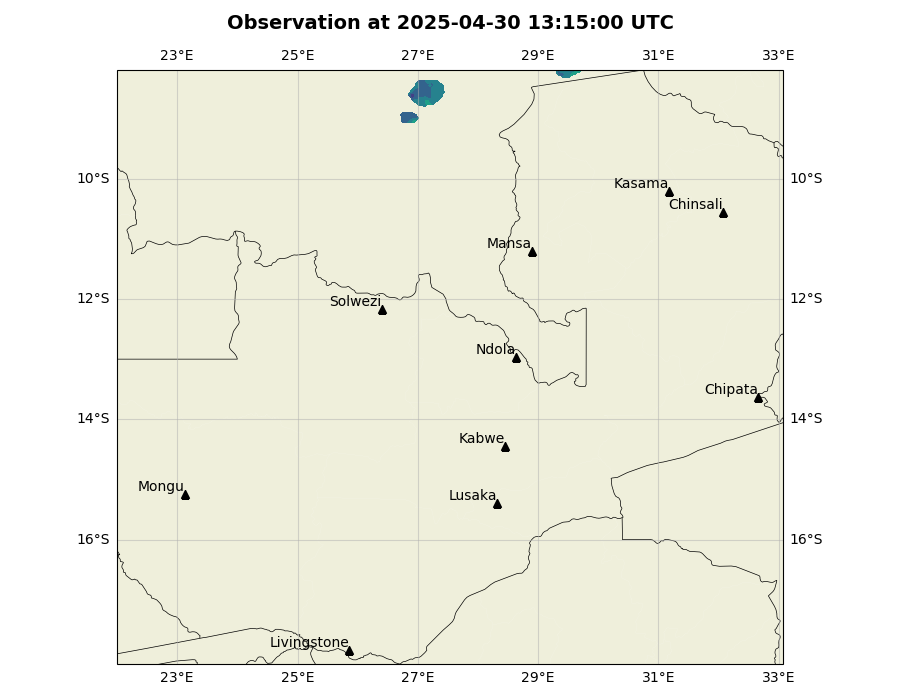 Observation at 2025-04-30 13:15:00 UTC
23°E 25°E 27°E 29°E 31°E 33°E
10°S 10°S
Kasama
Chinsali
Mansa
12°S 12°S
Solwezi
Ndola
Chipata
14°S 14°S
Kabwe
Mongu
Lusaka
16°S 16°S
Livingstone
23°E 25°E 27°E 29°E 31°E 33°E